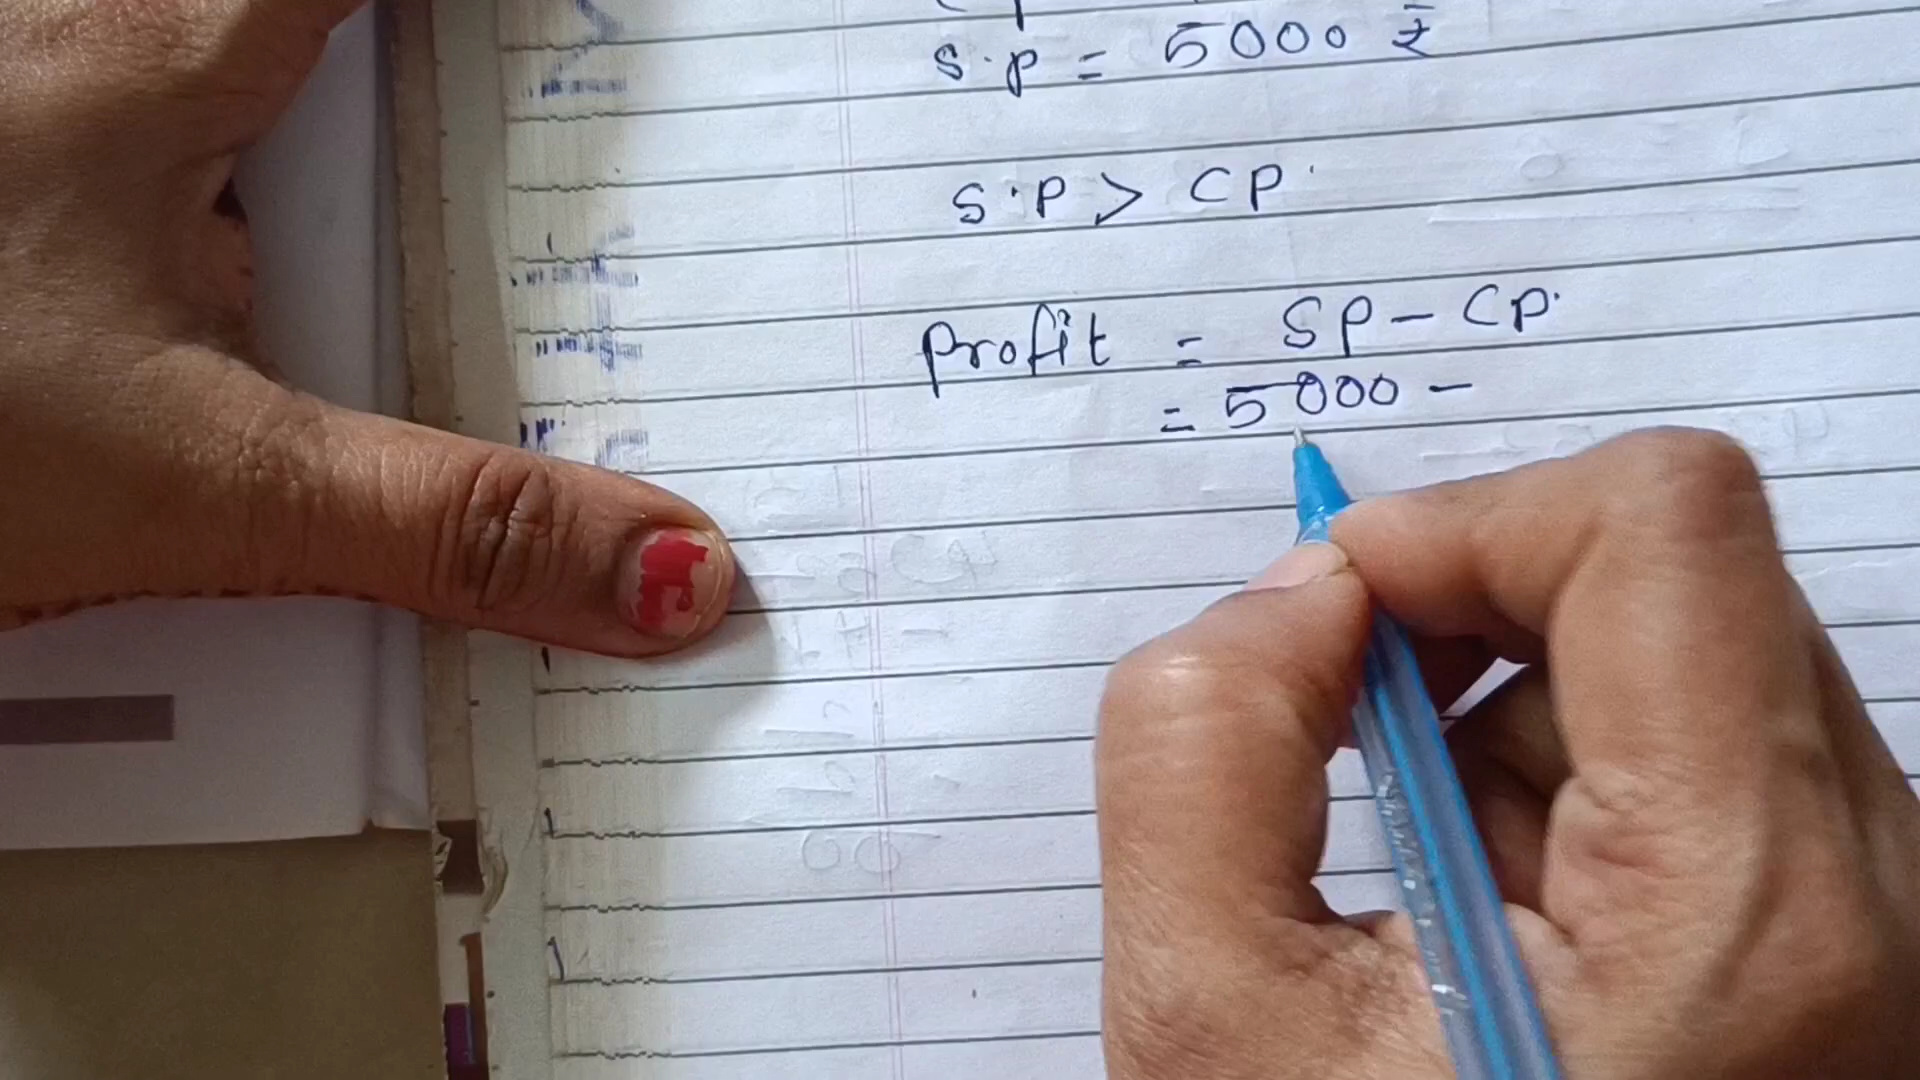 S.P = 5000 ₹
S.P > CP.
Profit = SP - CP.
= 5000 -